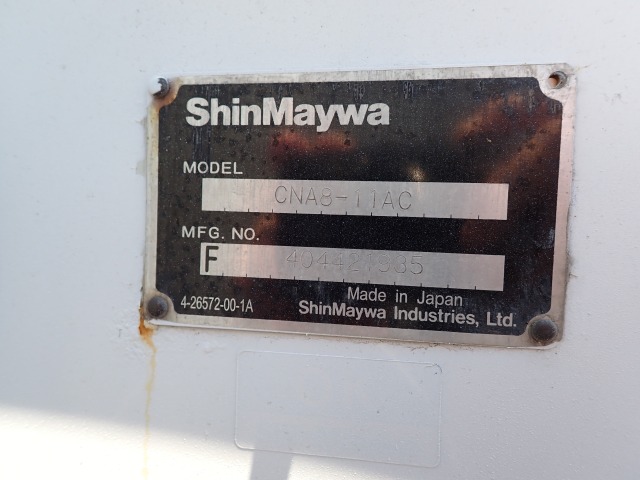 ShinMaywa
MODEL
CNA8-11AC
MFG. NO.
F
4-26572-00-1A
Made in Japan
ShinMaywa Industries, Ltd.